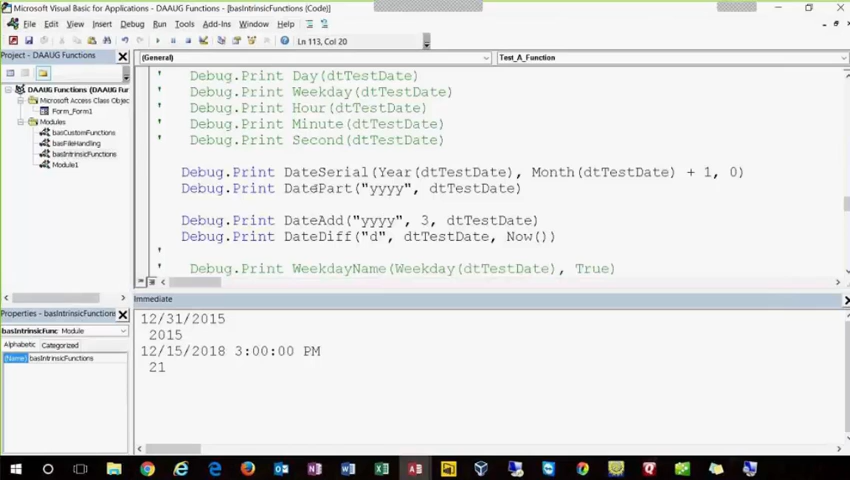 Microsoft Visual Basic for Applications - DAAUG Functions - [basIntrinsicFunctions (Code)]
File Edit View Insert Debug Run Tools Add-Ins Window Help
Ln 113, Col 20
Project - DAAUG Functions
(General)
Test_A_Function
DAAUG Functions (DAAUG Fur
Microsoft Access Class Objec
Form_Form1
Modules
basCustomFunctions
basFileHandling
basIntrinsicFunctions
Module1
' Debug.Print Day(dtTestDate)
' Debug.Print Weekday(dtTestDate)
' Debug.Print Hour(dtTestDate)
' Debug.Print Minute(dtTestDate)
' Debug.Print Second(dtTestDate)
Debug.Print DateSerial(Year(dtTestDate), Month(dtTestDate) + 1, 0)
Debug.Print DatePart("yyyy", dtTestDate)
Debug.Print DateAdd("yyyy", 3, dtTestDate)
Debug.Print DateDiff("d", dtTestDate, Now())
'
' Debug.Print WeekdayName(Weekday(dtTestDate), True)
Properties - basIntrinsicFunctions
basIntrinsicFunc Module
Alphabetic Categorized
(Name) basIntrinsicFunctions
Immediate
12/31/2015
2015
12/15/2018 3:00:00 PM
21